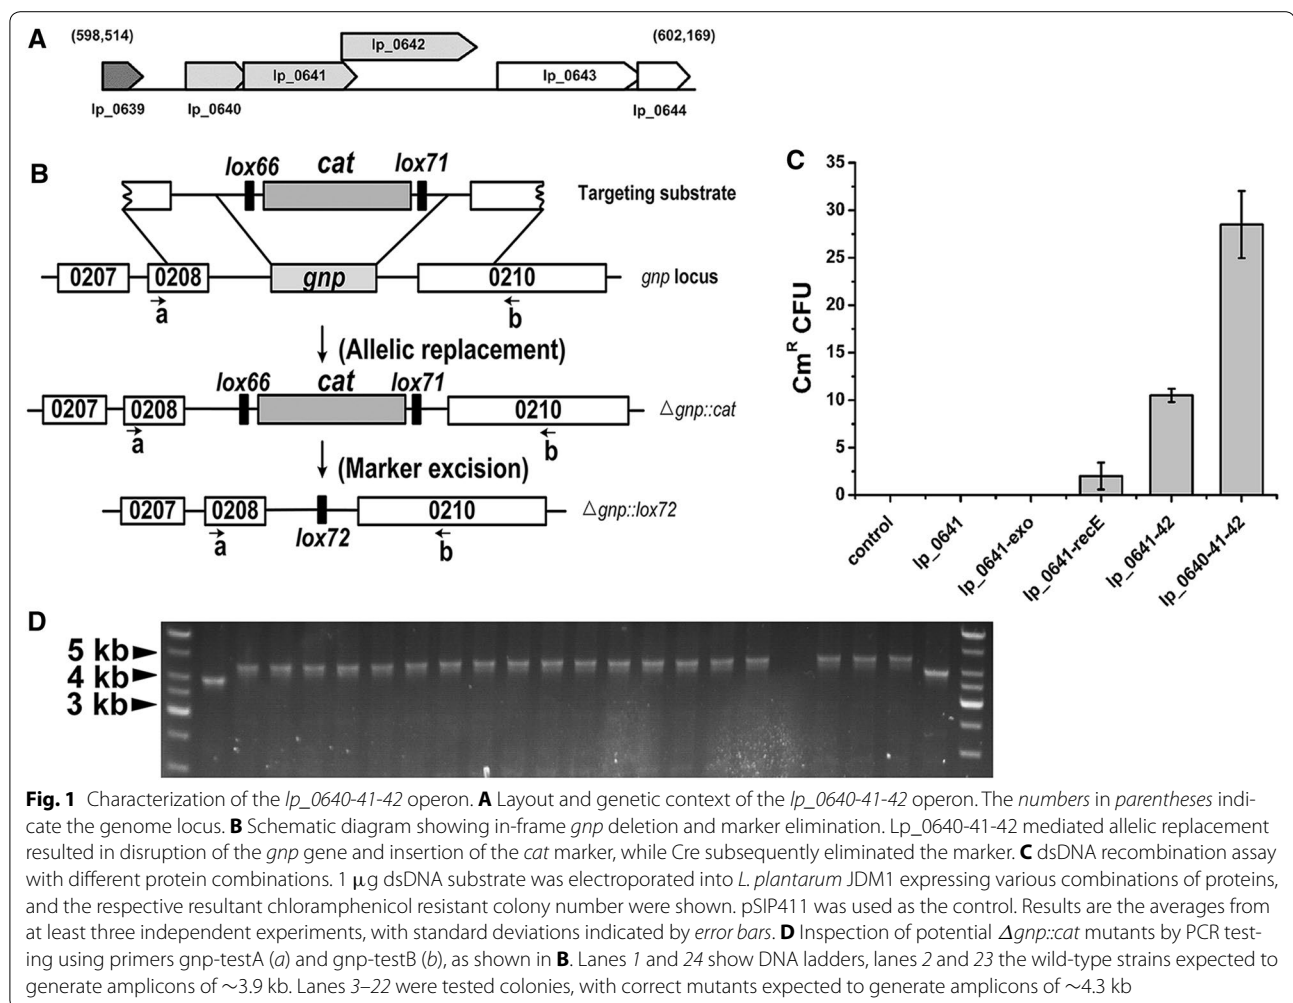 A
(598,514)
(602,169)
lp_0642
lp_0641
lp_0643
lp_0639
lp_0640
lp_0644
B
lox66
cat
lox71
Targeting substrate
0207
0208
gnp
0210
gnp locus
a
b
(Allelic replacement)
lox66
cat
lox71
0207
0208
0210
△gnp::cat
a
b
(Marker excision)
0207
0208
0210
△gnp::lox72
a
lox72
b
C
35
30
25
20
15
10
5
0
Cm^R CFU
control
lp_0641
lp_0641-exo
lp_0641-recE
lp_0641-42
lp_0640-41-42
D
5 kb
4 kb
3 kb
Fig. 1 Characterization of the lp_0640-41-42 operon. A Layout and genetic context of the lp_0640-41-42 operon. The numbers in parentheses indi-
cate the genome locus. B Schematic diagram showing in-frame gnp deletion and marker elimination. Lp_0640-41-42 mediated allelic replacement
resulted in disruption of the gnp gene and insertion of the cat marker, while Cre subsequently eliminated the marker. C dsDNA recombination assay
with different protein combinations. 1 μg dsDNA substrate was electroporated into L. plantarum JDM1 expressing various combinations of proteins,
and the respective resultant chloramphenicol resistant colony number were shown. pSIP411 was used as the control. Results are the averages from
at least three independent experiments, with standard deviations indicated by error bars. D Inspection of potential Δgnp::cat mutants by PCR test-
ing using primers gnp-testA (a) and gnp-testB (b), as shown in B. Lanes 1 and 24 show DNA ladders, lanes 2 and 23 the wild-type strains expected to
generate amplicons of ∼3.9 kb. Lanes 3–22 were tested colonies, with correct mutants expected to generate amplicons of ∼4.3 kb